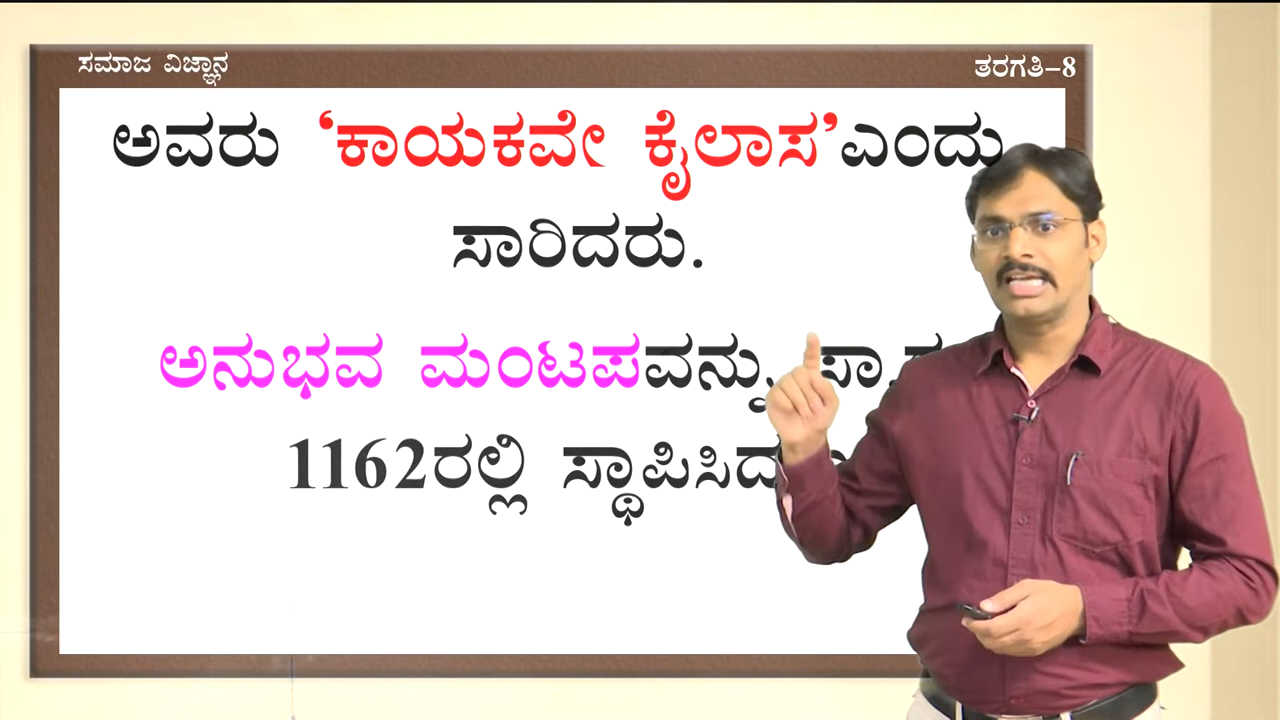 ಸಮಾಜ ವಿಜ್ಞಾನ
ತರಗತಿ-8
ಅವರು ‘ಕಾಯಕವೇ ಕೈಲಾಸ’ಎಂದು
ಸಾರಿದರು.
ಅನುಭವ ಮಂಟಪವನ್ನು
1162ರಲ್ಲಿ